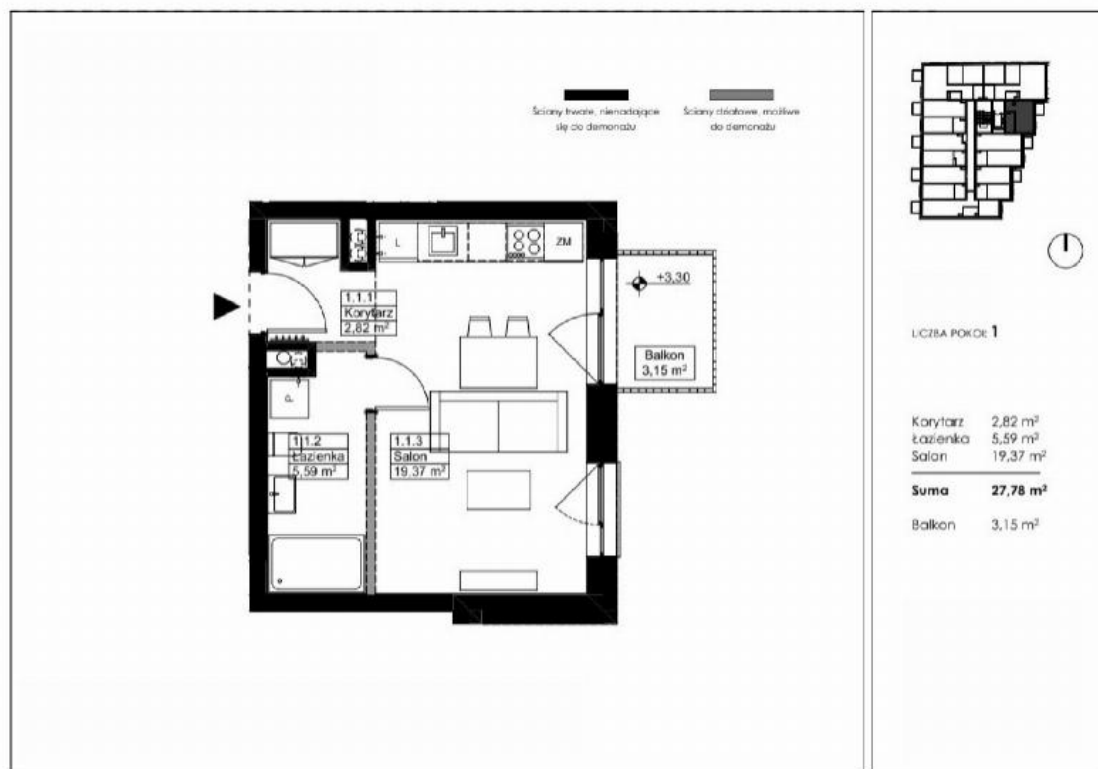 Ściany trwałe, nienadające
się do demonażu
Ściany działowe, możliwe
do demonażu
L
ZM
+3,30
1.1.1
Korytarz
2,82 m²
Balkon
3,15 m²
P
1.1.2
Łazienka
5,59 m²
1.1.3
Salon
19,37 m²
LICZBA POKOI: 1
Korytarz 2,82 m²
Łazienka 5,59 m²
Salon 19,37 m²
Suma 27,78 m²
Balkon 3,15 m²